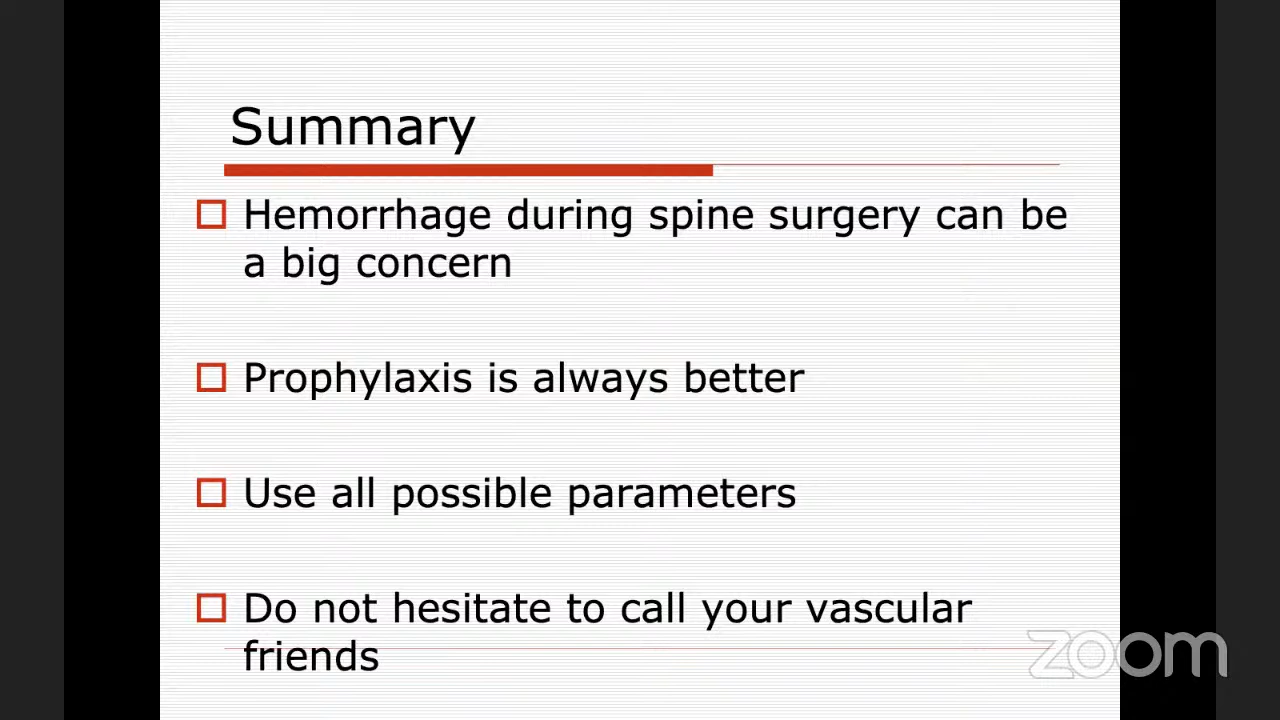 Summary
Hemorrhage during spine surgery can be
a big concern
Prophylaxis is always better
Use all possible parameters
Do not hesitate to call your vascular
friends
zoom